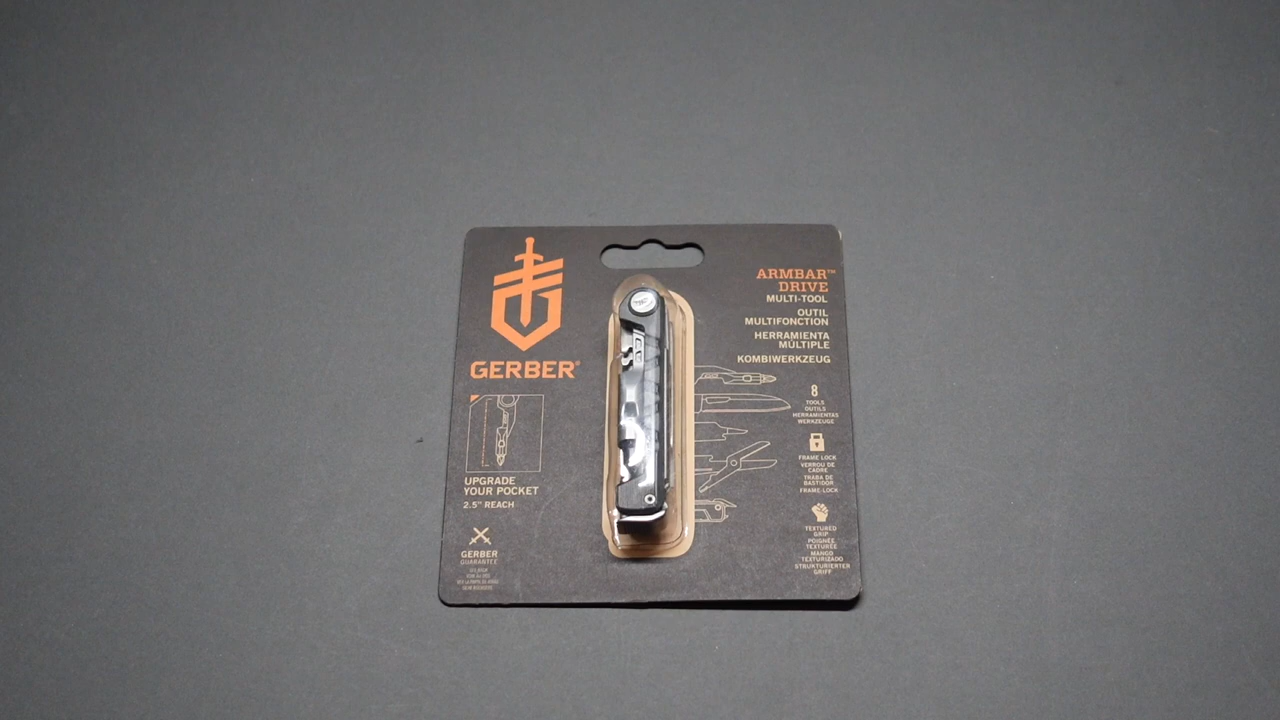 GERBER®
UPGRADE
YOUR POCKET
2.5" REACH
GERBER
GUARANTEE
ARMBAR™
DRIVE
MULTI-TOOL
OUTIL
MULTIFONCTION
HERRAMIENTA
MÚLTIPLE
KOMBIWERKZEUG
8
TOOLS
OUTILS
HERRAMIENTAS
WERKZEUGE
FRAME LOCK
VERROU DE
CADRE
TRABA DE
BASTIDOR
FRAME-LOCK
TEXTURED
GRIP
POIGNÉE
TEXTURÉE
MANGO
TEXTURIZADO
STRUKTURIERTER
GRIFF